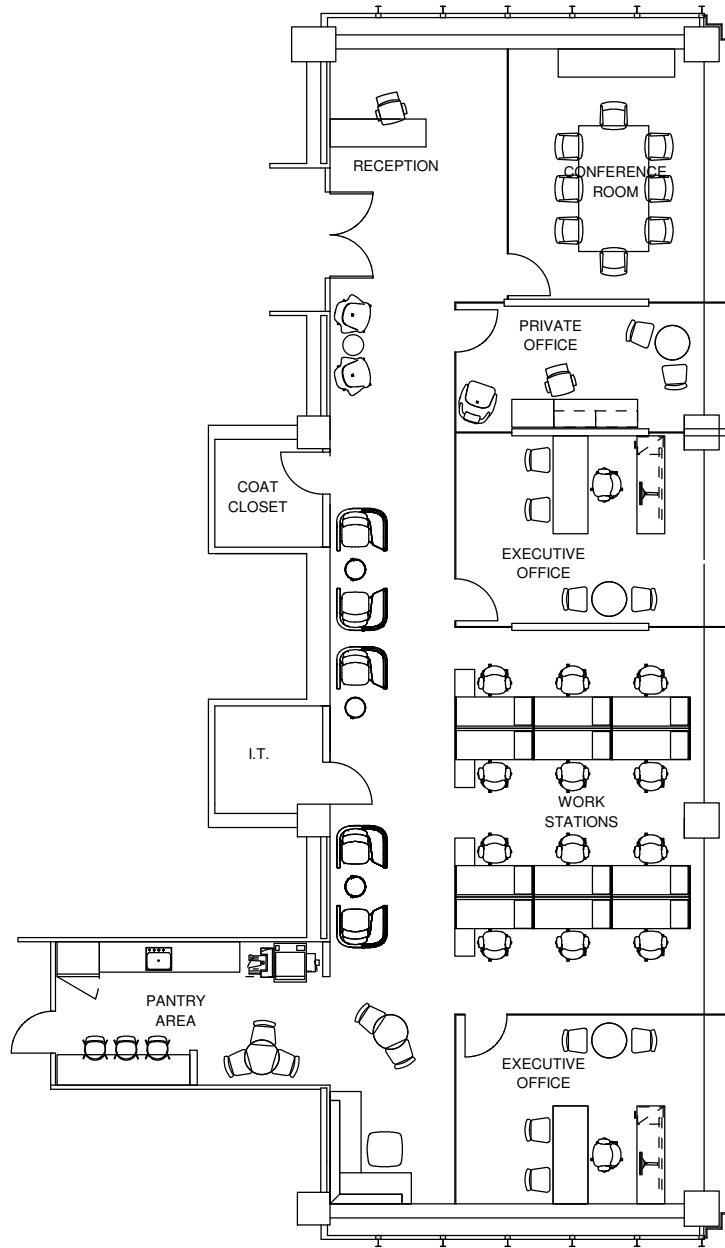 RECEPTION
CONFERENCE
ROOM
PRIVATE
OFFICE
COAT
CLOSET
EXECUTIVE
OFFICE
I.T.
WORK
STATIONS
PANTRY
AREA
EXECUTIVE
OFFICE